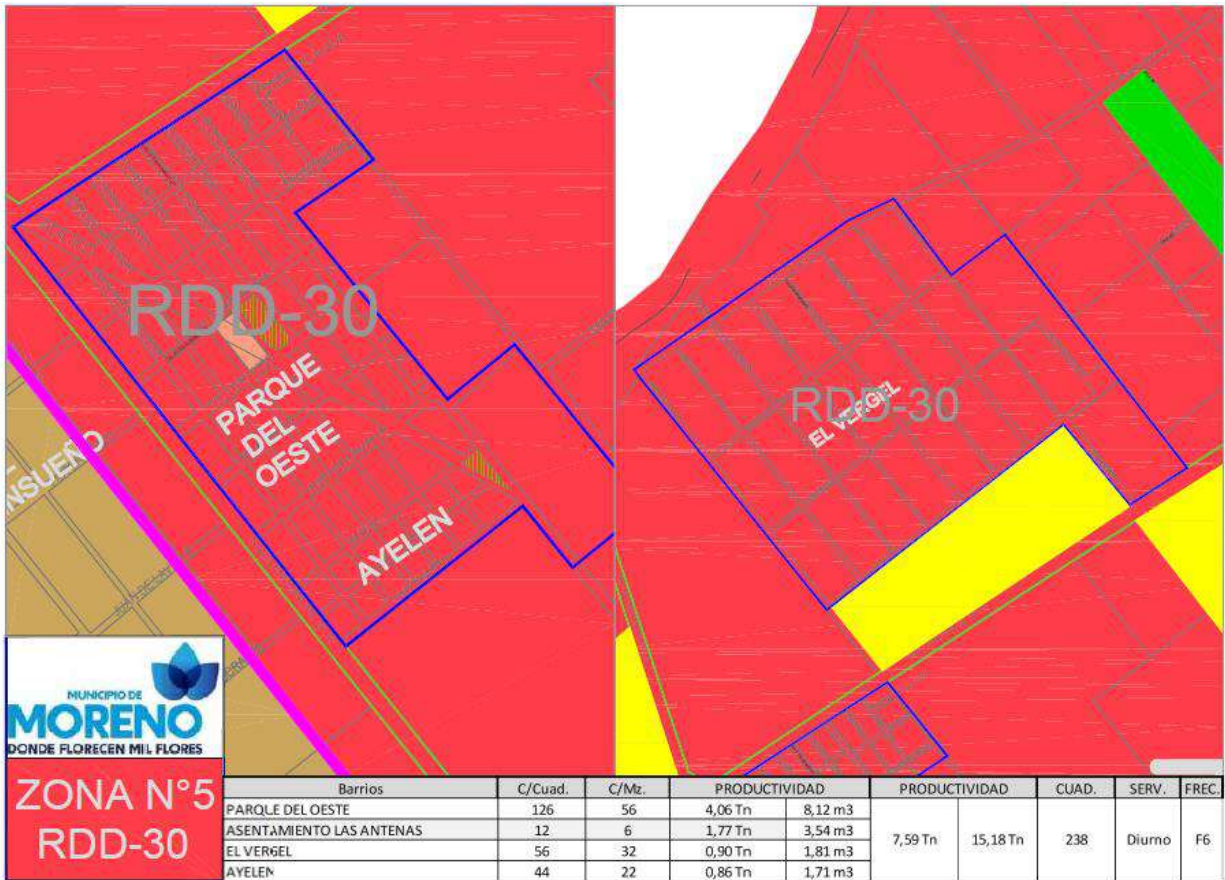 RDD-30
PARQUE
DEL
OESTE
AYELEN
NSUEÑO
RDD-30
EL VERGEL
MUNICIPIO DE
MORENO
DONDE FLORECEN MIL FLORES
ZONA N°5
RDD-30
Barrios C/Cuad. C/Mz. PRODUCTIVIDAD PRODUCTIVIDAD CUAD. SERV. FREC.
PARQUE DEL OESTE 126 56 4,06 Tn 8,12 m3
ASENTAMIENTO LAS ANTENAS 12 6 1,77 Tn 3,54 m3
7,59 Tn 15,18 Tn 238 Diurno F6
EL VERGEL 56 32 0,90 Tn 1,81 m3
AYELEN 44 22 0,86 Tn 1,71 m3